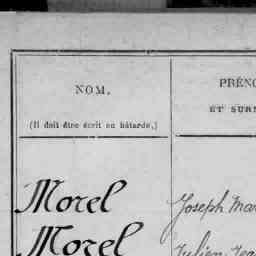 NOM.
(Il doit être écrit en bâtarde.)
PRÉNO
ET SURN
Morel
Joseph Mar
Morel
Julien Jea